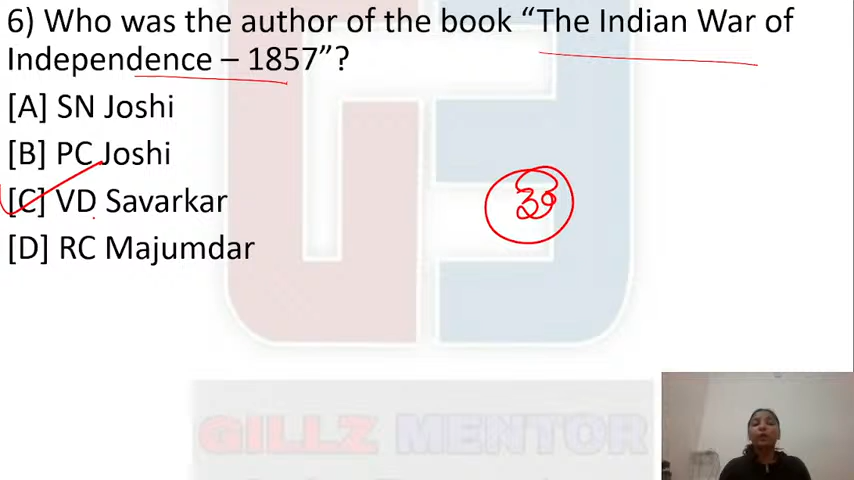 6) Who was the author of the book “The Indian War of
Independence – 1857”?
[A] SN Joshi
[B] PC Joshi
[C] VD Savarkar
[D] RC Majumdar
GILLZ MENTOR